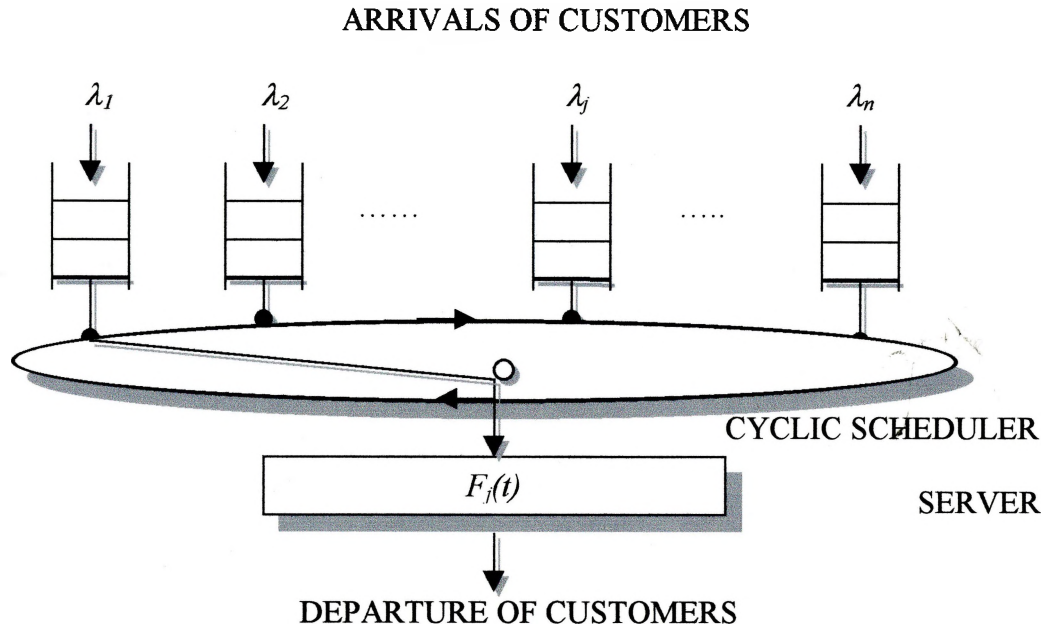 ARRIVALS OF CUSTOMERS
λ1 λ2 λj λn
...... .....
CYCLIC SCHEDULER
Fj(t)
SERVER
DEPARTURE OF CUSTOMERS